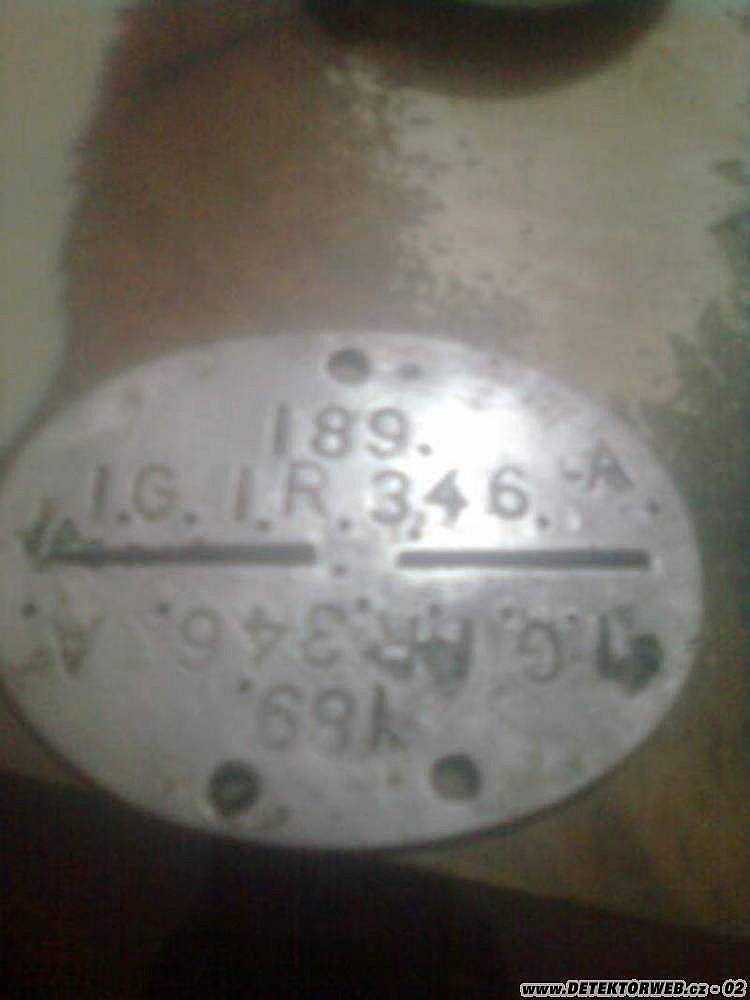 189.
I.G. I.R.346. A.
I.G. I.R.346. A.
189.
www.DETEKTORWEB.cz - 02